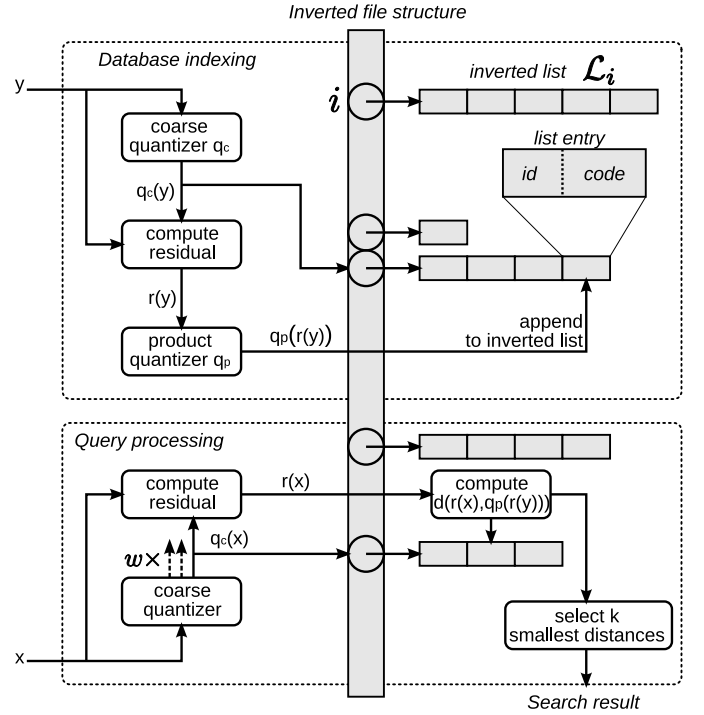 Inverted file structure
Database indexing
y
coarse
quantizer qc
qc(y)
compute
residual
r(y)
product
quantizer qp
qp(r(y))
i
inverted list ℒi
list entry
id code
append
to inverted list
Query processing
compute
residual
r(x)
compute
d(r(x),qp(r(y)))
w×
qc(x)
coarse
quantizer
x
select k
smallest distances
Search result